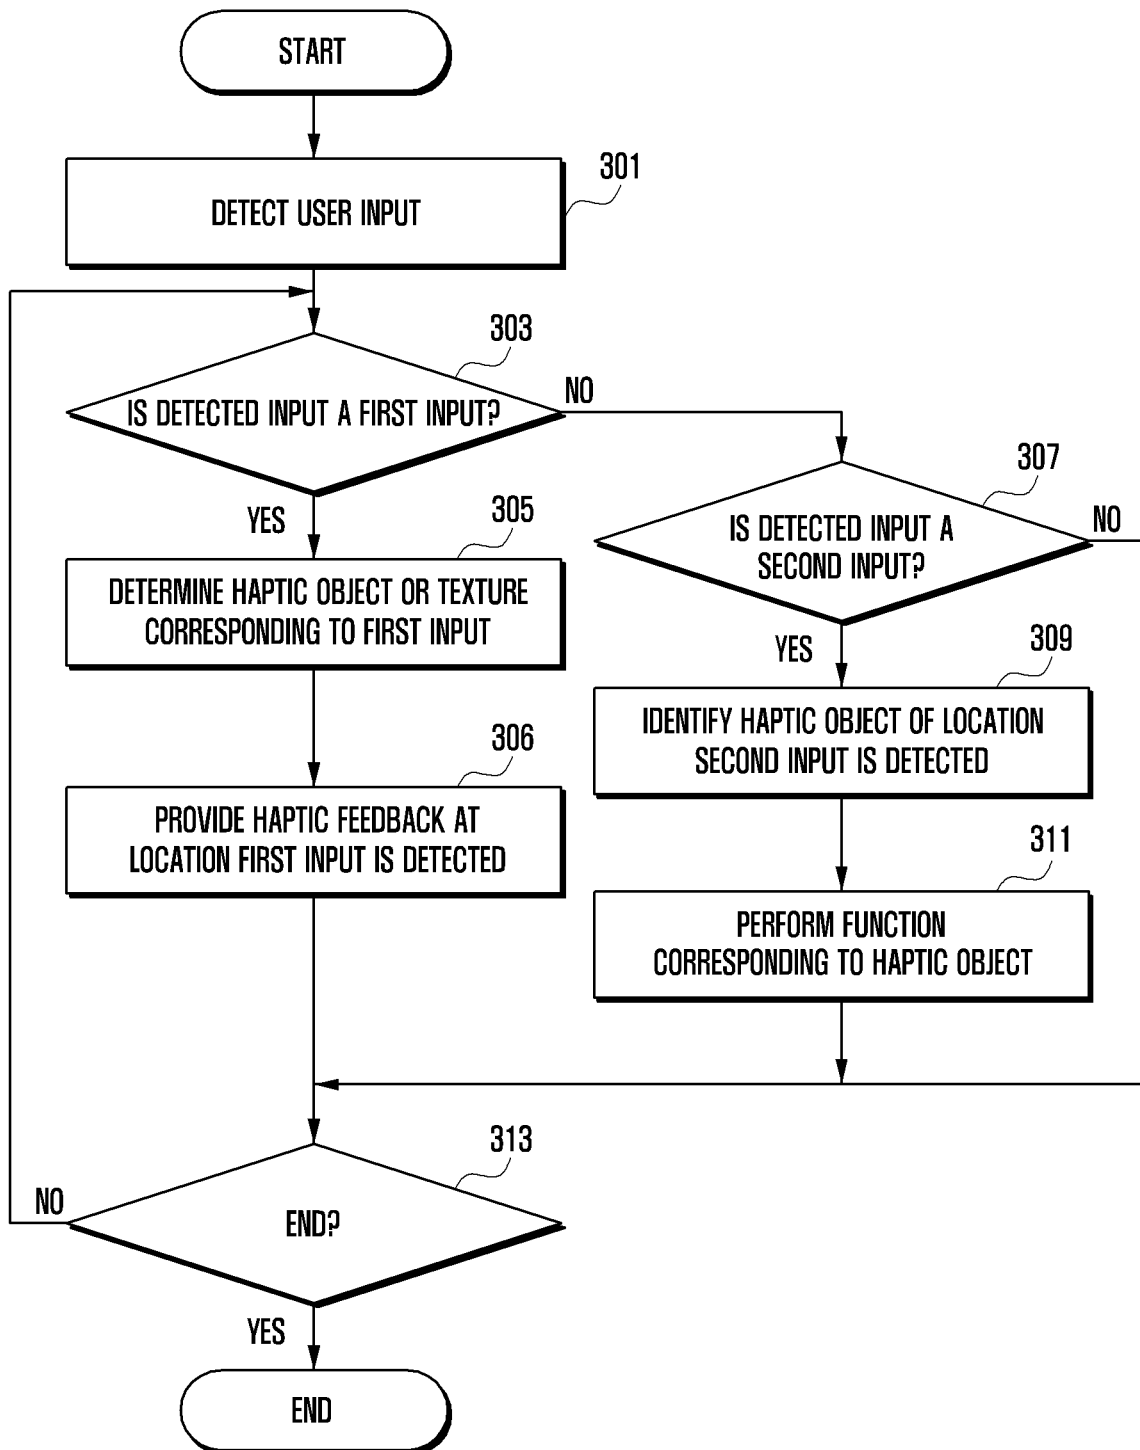 START
301
DETECT USER INPUT
303
IS DETECTED INPUT A FIRST INPUT?
NO
307
YES
305
IS DETECTED INPUT A
SECOND INPUT?
NO
DETERMINE HAPTIC OBJECT OR TEXTURE
CORRESPONDING TO FIRST INPUT
YES
309
IDENTIFY HAPTIC OBJECT OF LOCATION
SECOND INPUT IS DETECTED
306
PROVIDE HAPTIC FEEDBACK AT
LOCATION FIRST INPUT IS DETECTED
311
PERFORM FUNCTION
CORRESPONDING TO HAPTIC OBJECT
313
NO
END?
YES
END